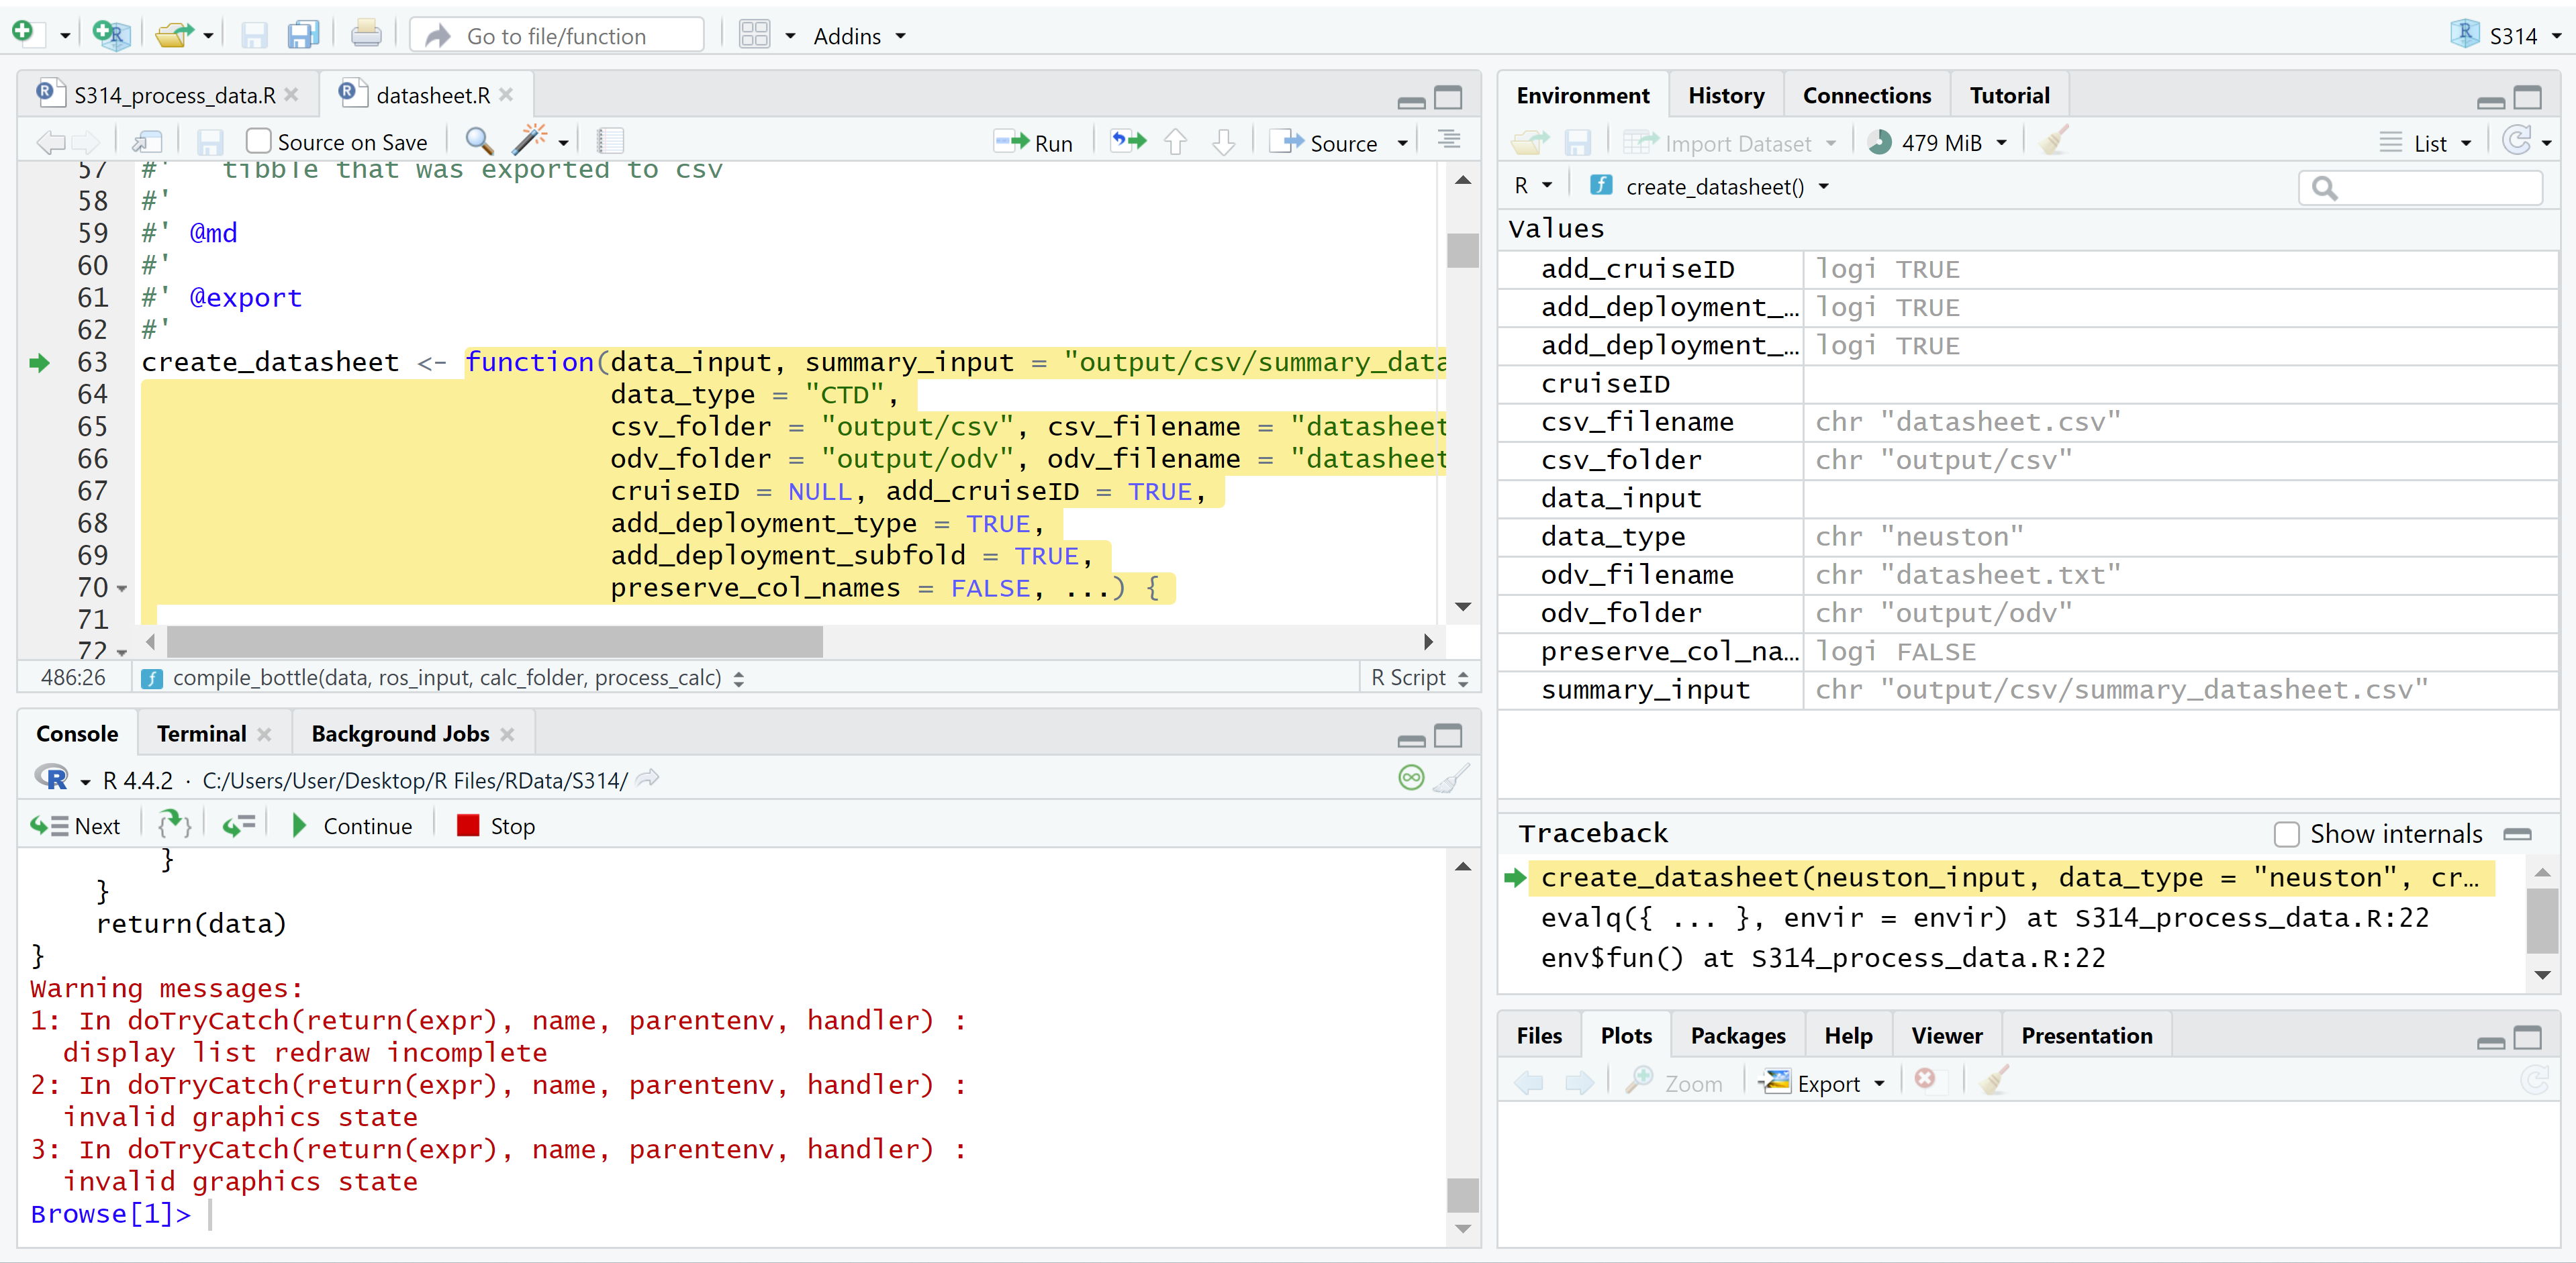 Go to file/function
Addins
S314
S314_process_data.R
datasheet.R
Source on Save
Run
Source
57 #'    tibble that was exported to csv
58 #'
59 #' @md
60 #'
61 #' @export
62 #'
63 create_datasheet <- function(data_input, summary_input = "output/csv/summary_data
64 data_type = "CTD",
65 csv_folder = "output/csv", csv_filename = "datasheet
66 odv_folder = "output/odv", odv_filename = "datasheet
67 cruiseID = NULL, add_cruiseID = TRUE,
68 add_deployment_type = TRUE,
69 add_deployment_subfold = TRUE,
70 preserve_col_names = FALSE, ...) {
71
72
486:26 compile_bottle(data, ros_input, calc_folder, process_calc) R Script
Console Terminal Background Jobs
R 4.4.2 · C:/Users/User/Desktop/R Files/RData/S314/
Next Continue Stop
}
}
return(data)
}
Warning messages:
1: In doTryCatch(return(expr), name, parentenv, handler) :
display list redraw incomplete
2: In doTryCatch(return(expr), name, parentenv, handler) :
invalid graphics state
3: In doTryCatch(return(expr), name, parentenv, handler) :
invalid graphics state
Browse[1]>
Environment History Connections Tutorial
Import Dataset 479 MiB List
R create_datasheet()
Values
add_cruiseID logi TRUE
add_deployment_… logi TRUE
add_deployment_… logi TRUE
cruiseID
csv_filename chr "datasheet.csv"
csv_folder chr "output/csv"
data_input
data_type chr "neuston"
odv_filename chr "datasheet.txt"
odv_folder chr "output/odv"
preserve_col_na… logi FALSE
summary_input chr "output/csv/summary_datasheet.csv"
Traceback Show internals
create_datasheet(neuston_input, data_type = "neuston", cr…
evalq({ ... }, envir = envir) at S314_process_data.R:22
env$fun() at S314_process_data.R:22
Files Plots Packages Help Viewer Presentation
Zoom Export